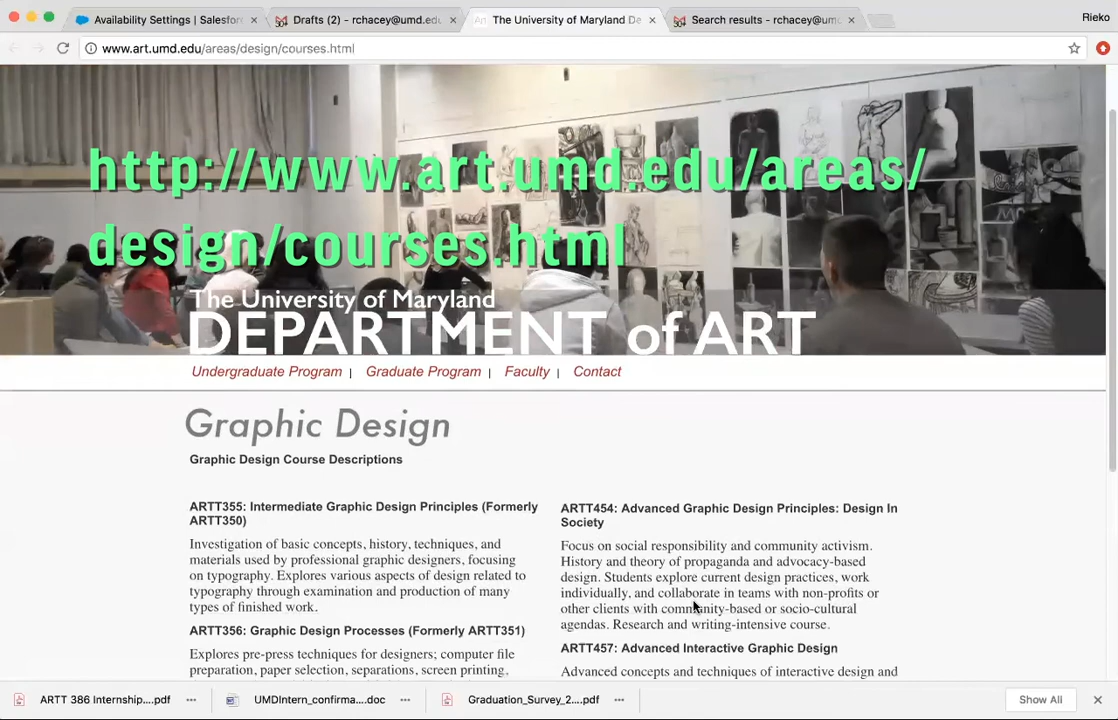 Availability Settings | Salesfor
Drafts (2) - rchacey@umd.edu
The University of Maryland De
Search results - rchacey@umd
Rieko
www.art.umd.edu/areas/design/courses.html
http://www.art.umd.edu/areas/
design/courses.html
The University of Maryland
DEPARTMENT of ART
Undergraduate Program | Graduate Program | Faculty | Contact
Graphic Design
Graphic Design Course Descriptions
ARTT355: Intermediate Graphic Design Principles (Formerly
ARTT350)
Investigation of basic concepts, history, techniques, and
materials used by professional graphic designers, focusing
on typography. Explores various aspects of design related to
typography through examination and production of many
types of finished work.
ARTT356: Graphic Design Processes (Formerly ARTT351)
Explores pre-press techniques for designers; computer file
preparation, paper selection, separations, screen printing,
ARTT454: Advanced Graphic Design Principles: Design In
Society
Focus on social responsibility and community activism.
History and theory of propaganda and advocacy-based
design. Students explore current design practices, work
individually, and collaborate in teams with non-profits or
other clients with community-based or socio-cultural
agendas. Research and writing-intensive course.
ARTT457: Advanced Interactive Graphic Design
Advanced concepts and techniques of interactive design and
ARTT 386 Internship....pdf
UMDIntern_confirma....doc
Graduation_Survey_2....pdf
Show All